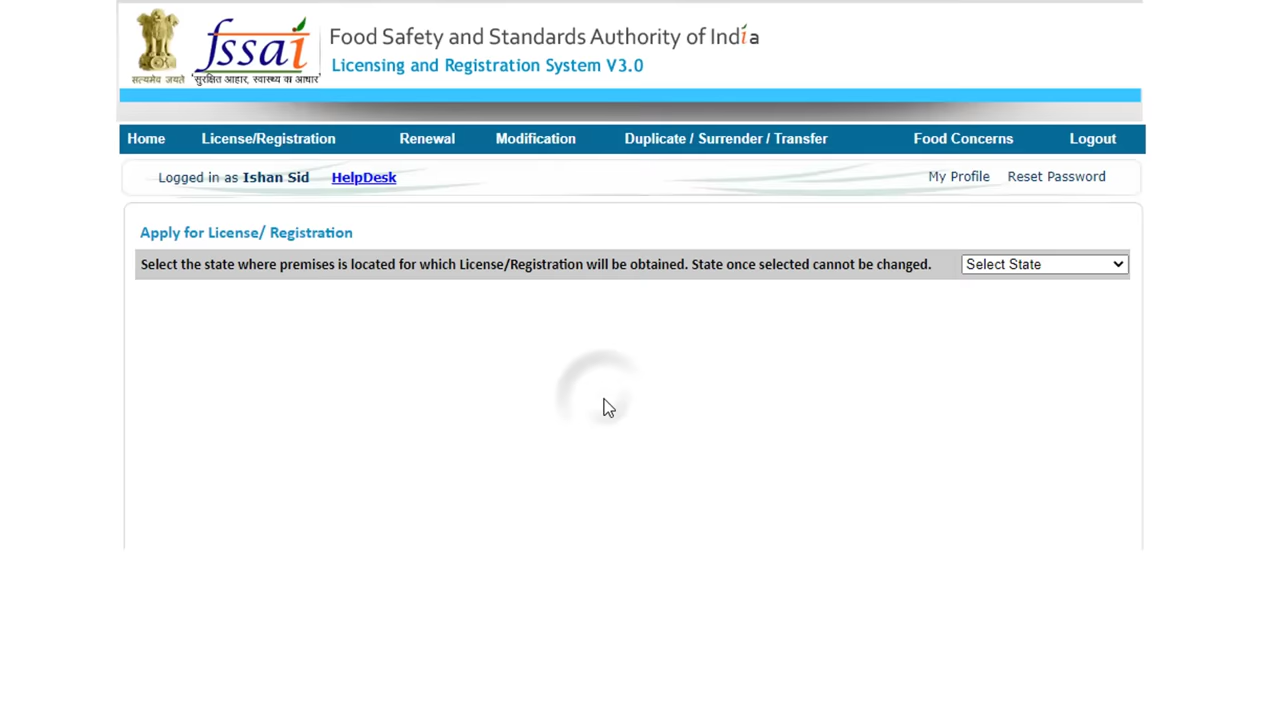 fssai
सत्यमेव जयते
Food Safety and Standards Authority of India
Licensing and Registration System V3.0
Home License/Registration Renewal Modification Duplicate / Surrender / Transfer Food Concerns Logout
Logged in as Ishan Sid HelpDesk My Profile Reset Password
Apply for License/ Registration
Select the state where premises is located for which License/Registration will be obtained. State once selected cannot be changed. Select State